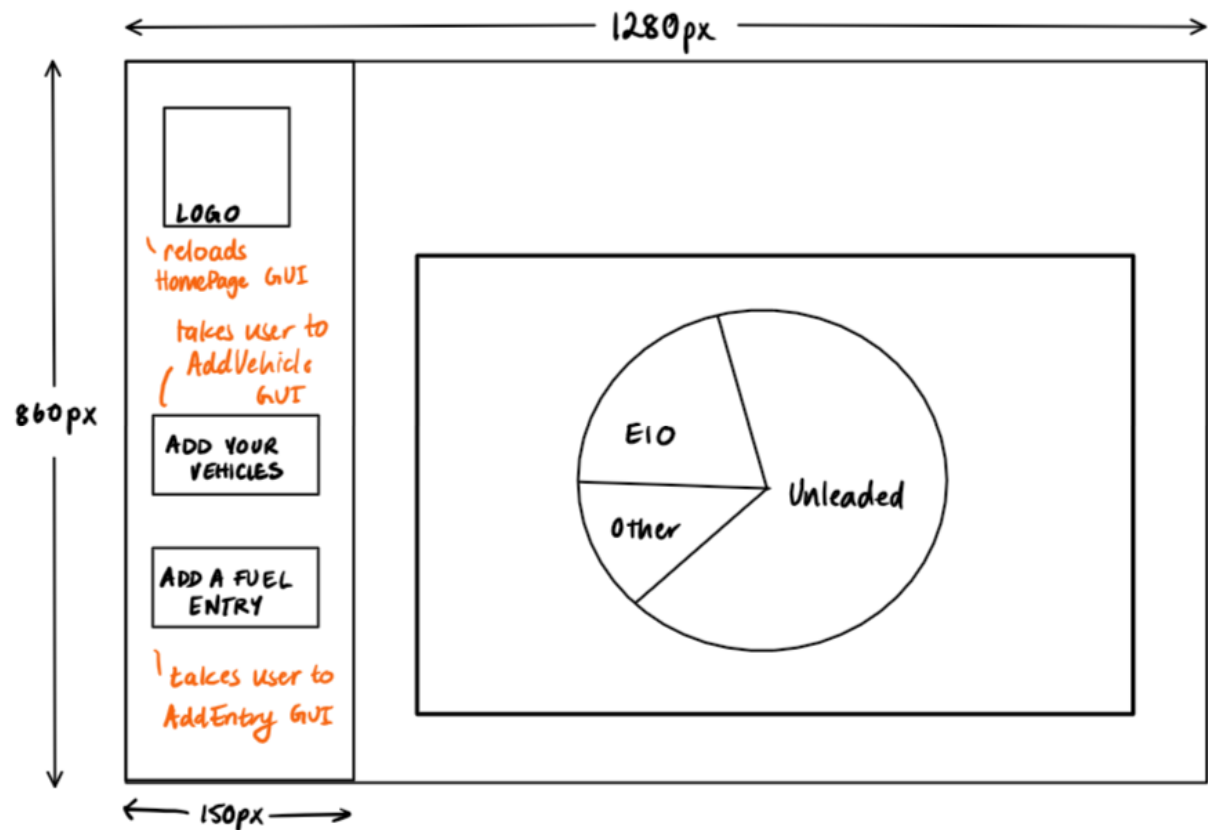 1280px
860px
LOGO
reloads
HomePage GUI
takes user to
AddVehicle
GUI
ADD YOUR
VEHICLES
ADD A FUEL
ENTRY
takes user to
AddEntry GUI
150px
E10
Other
Unleaded